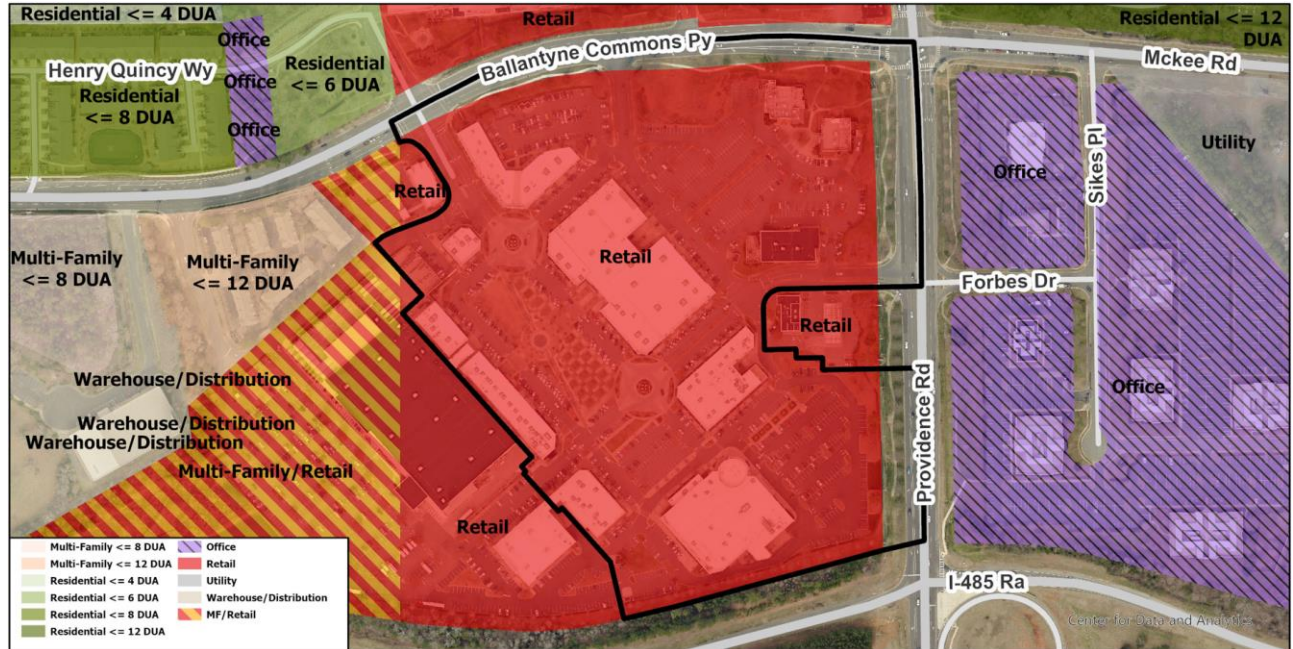 Residential <= 4 DUA
Office
Retail
Residential <= 12
DUA
Henry Quincy Wy
Residential
<= 8 DUA
Office
Office
Residential
<= 6 DUA
Ballantyne Commons Py
Mckee Rd
Utility
Office
Sikes Pl
Retail
Multi-Family
<= 8 DUA
Multi-Family
<= 12 DUA
Retail
Forbes Dr
Retail
Office
Warehouse/Distribution
Warehouse/Distribution
Warehouse/Distribution
Multi-Family/Retail
Retail
Providence Rd
I-485 Ra
Center for Data and Analytics
Multi-Family <= 8 DUA
Multi-Family <= 12 DUA
Residential <= 4 DUA
Residential <= 6 DUA
Residential <= 8 DUA
Residential <= 12 DUA
Office
Retail
Utility
Warehouse/Distribution
MF/Retail